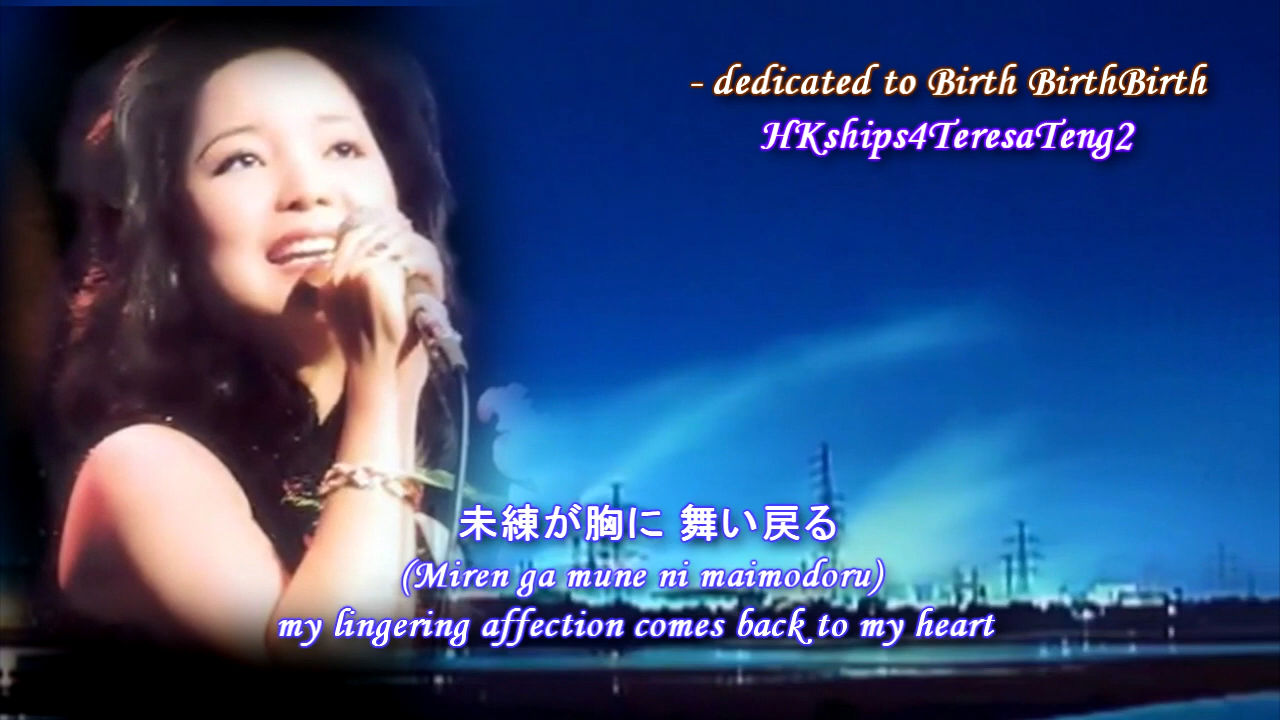 - dedicated to Birth BirthBirth
HKships4TeresaTeng2
未練が胸に 舞い戻る
(Miren ga mune ni maimodoru)
my lingering affection comes back to my heart